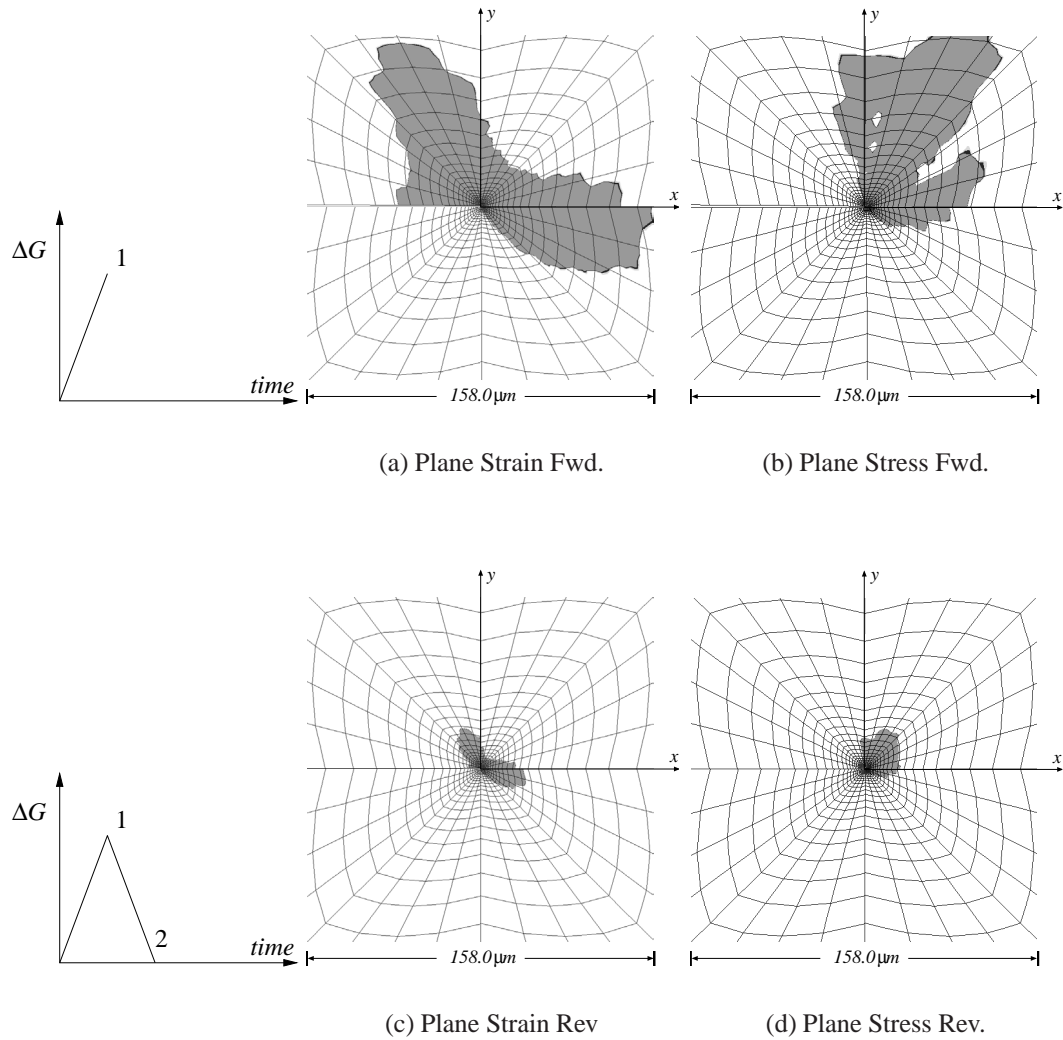 y
y
x
x
ΔG
1
time
158.0μm
158.0μm
(a) Plane Strain Fwd.
(b) Plane Stress Fwd.
y
y
x
x
ΔG
1
2
time
158.0μm
158.0μm
(c) Plane Strain Rev
(d) Plane Stress Rev.